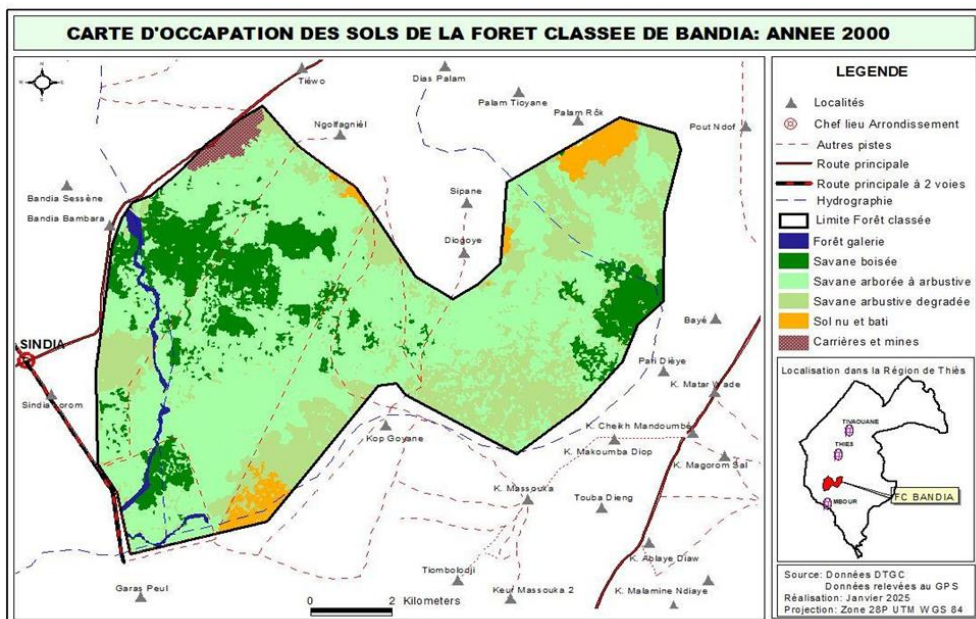 CARTE D'OCCAPATION DES SOLS DE LA FORET CLASSEE DE BANDIA: ANNEE 2000
Tiéwo
Dias Palam
Palam Tioyane
Palam Rôk
Pout Ndof
Ngolfagniél
Bandia Sessène
Bandia Bambara
Sipane
Diogoye
SINDIA
Bayé
Pari Diéye
K. Matar Wade
Kop Goyane
K. Cheikh Mandoumbé
K. Makoumba Diop
K. Magorom Sal
K. Massouka
Touba Dieng
K. Ablaye Diaw
Tiombolodji
Keur Massouka 2
K. Malamine Ndiaye
Garas Peul
0 2
Kilometers
LEGENDE
Localités
Chef lieu Arrondissement
Autres pistes
Route principale
Route principale à 2 voies
Hydrographie
Limite Forêt classée
Forêt galerie
Savane boisée
Savane arborée à arbustive
Savane arbustive degradée
Sol nu et bati
Carrières et mines
Localisation dans la Région de Thiès
TIVAOUANE
THIES
MBOUR
FC BANDIA
Source: Données DTGC
Données relevées au GPS
Réalisation: Janvier 2025
Projection: Zone 28P UTM WGS 84